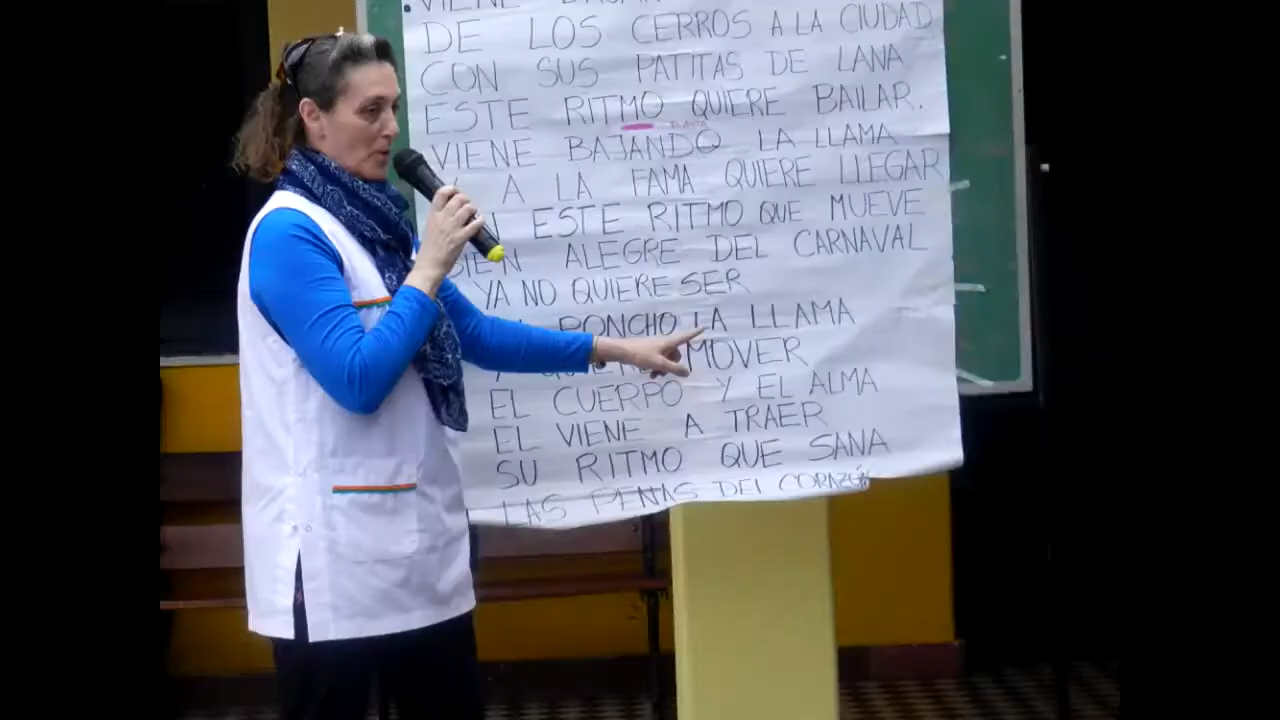 VIENE
DE LOS CERROS A LA CIUDAD
CON SUS PATITAS DE LANA
ESTE RITMO QUIERE BAILAR.
VIENE BAJANDO LA LLAMA
A LA FAMA QUIERE LLEGAR
ESTE RITMO QUE MUEVE
BIEN ALEGRE DEL CARNAVAL
YA NO QUIERE SER
PONCHO LA LLAMA
MOVER
EL CUERPO Y EL ALMA
EL VIENE A TRAER
SU RITMO QUE SANA
LAS PENAS DEL CORAZÓN